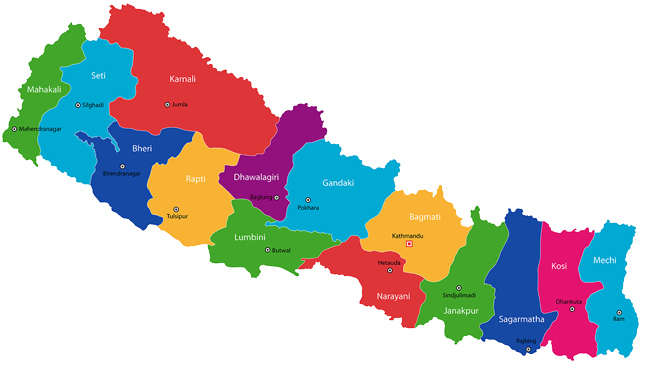 Mahakali
Mahendranagar
Seti
Silghadi
Karnali
Jumla
Bheri
Birendranagar
Rapti
Tulsipur
Dhawalagiri
Baglung
Gandaki
Pokhara
Lumbini
Butwal
Bagmati
Kathmandu
Hetauda
Narayani
Sindjulimadi
Janakpur
Sagarmatha
Rajbiraj
Kosi
Dhankuta
Mechi
Ilam